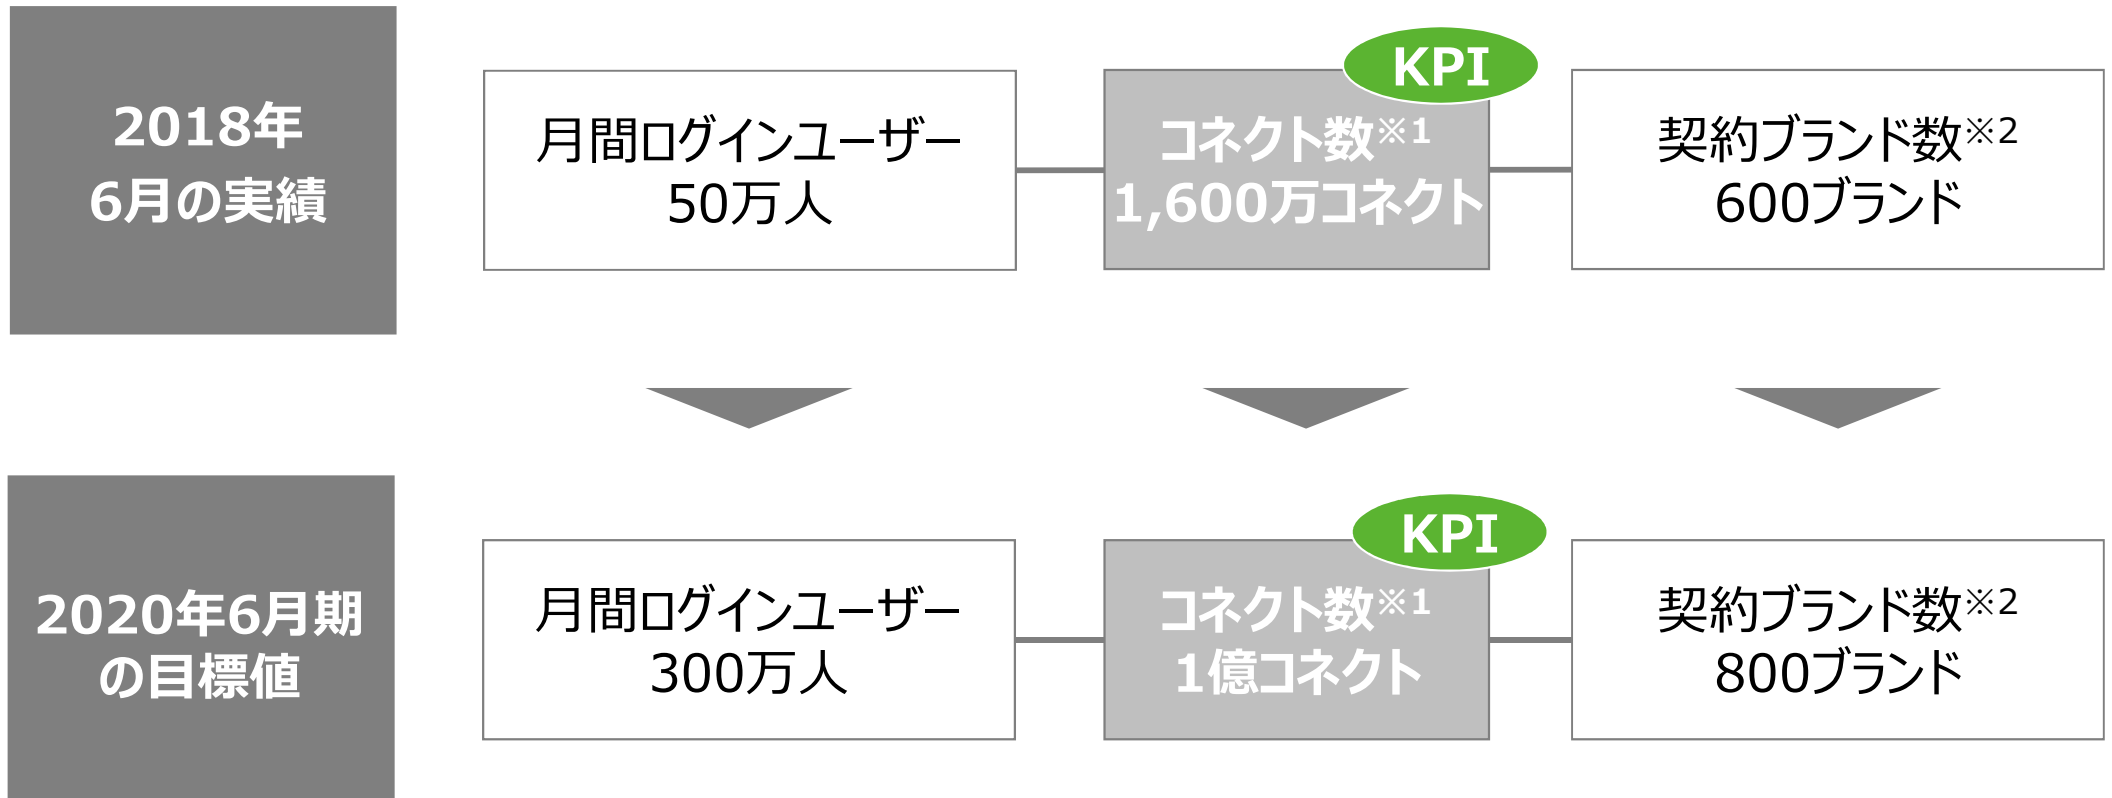 2018年
6月の実績
月間ログインユーザー
50万人
KPI
コネクト数※1
1,600万コネクト
契約ブランド数※2
600ブランド
2020年6月期
の目標値
月間ログインユーザー
300万人
KPI
コネクト数※1
1億コネクト
契約ブランド数※2
800ブランド